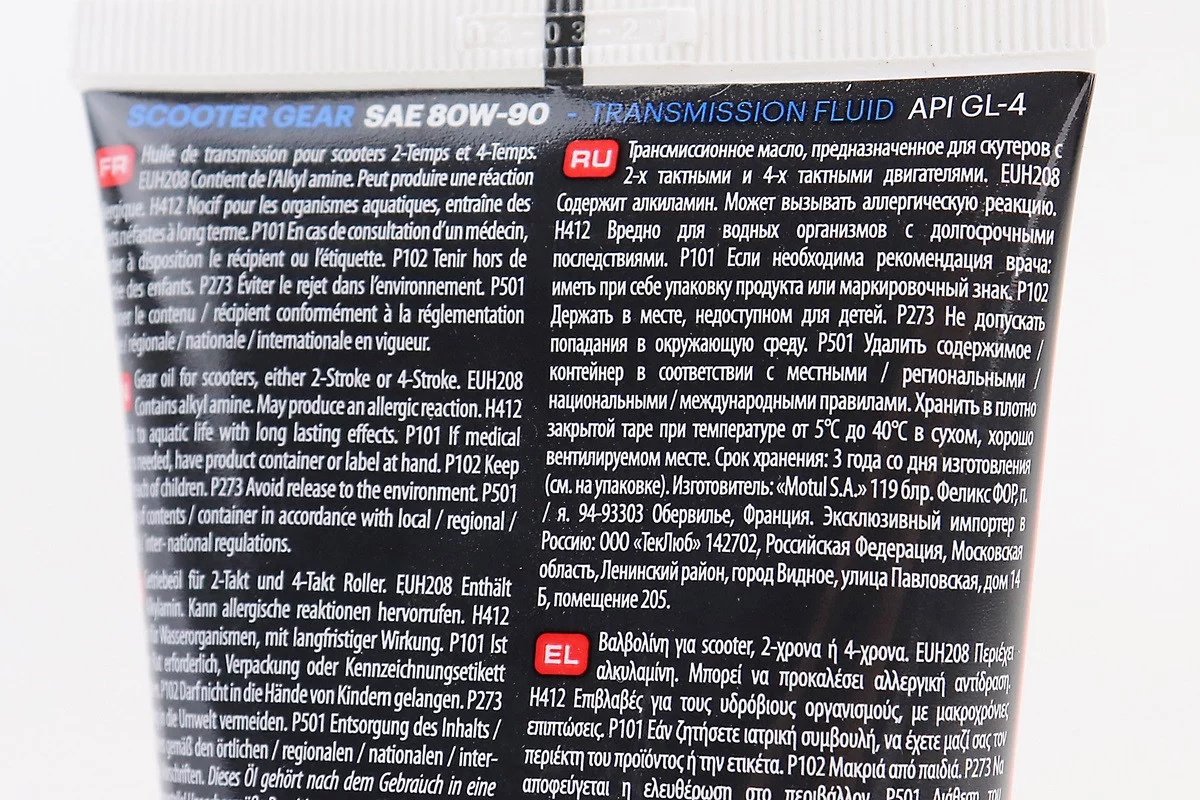 03-03-2
SCOOTER GEAR SAE 80W-90 - TRANSMISSION FLUID API GL-4
FR Huile de transmission pour scooters 2-Temps et 4-Temps.
EUH208 Contient de l'Alkyl amine. Peut produire une réaction
H412 Nocif pour les organismes aquatiques, entraîne des
néfastes à long terme. P101 En cas de consultation d'un médecin,
à disposition le récipient ou l'étiquette. P102 Tenir hors de
des enfants. P273 Éviter le rejet dans l'environnement. P501
le contenu / récipient conformément à la réglementation
régionale / nationale / internationale en vigueur.
Gear oil for scooters, either 2-Stroke or 4-Stroke. EUH208
Contains alkyl amine. May produce an allergic reaction. H412
to aquatic life with long lasting effects. P101 If medical
needed, have product container or label at hand. P102 Keep
of children. P273 Avoid release to the environment. P501
contents / container in accordance with local / regional /
inter- national regulations.
Getriebeöl für 2-Takt und 4-Takt Roller. EUH208 Enthält
Kann allergische reaktionen hervorrufen. H412
für Wasserorganismen, mit langfristiger Wirkung. P101 Ist
erforderlich, Verpackung oder Kennzeichnungsetikett
P102 Darf nicht in die Hände von Kindern gelangen. P273
die Umwelt vermeiden. P501 Entsorgung des Inhalts /
gemäß den örtlichen / regionalen / nationalen / inter-
Dieses Öl gehört nach dem Gebrauch in eine
RU Трансмиссионное масло, предназначенное для скутеров с
2-х тактными и 4-х тактными двигателями. EUH208
Содержит алкиламин. Может вызывать аллергическую реакцию.
H412 Вредно для водных организмов с долгосрочными
последствиями. P101 Если необходима рекомендация врача:
иметь при себе упаковку продукта или маркировочный знак. P102
Держать в месте, недоступном для детей. P273 Не допускать
попадания в окружающую среду. P501 Удалить содержимое /
контейнер в соответствии с местными / региональными /
национальными / международными правилами. Хранить в плотно
закрытой таре при температуре от 5°C до 40°C в сухом, хорошо
вентилируемом месте. Срок хранения: 3 года со дня изготовления
(см. на упаковке). Изготовитель: «Motul S.A.» 119 блр. Феликс ФОР, п.
/ я. 94-93303 Обервилье, Франция. Эксклюзивный импортер в
Россию: ООО «ТекЛюб» 142702, Российская Федерация, Московская
область, Ленинский район, город Видное, улица Павловская, дом 14
Б, помещение 205.
EL Βαλβολίνη για scooter, 2-χρονα ή 4-χρονα. EUH208 Περιέχει
αλκυλαμίνη. Μπορεί να προκαλέσει αλλεργική αντίδραση.
H412 Επιβλαβές για τους υδρόβιους οργανισμούς, με μακροχρόνιες
επιπτώσεις. P101 Εάν ζητήσετε ιατρική συμβουλή, να έχετε μαζί σας τον
περιέκτη του προϊόντος ή την ετικέτα. P102 Μακριά από παιδιά. P273 Να
αποφεύγεται η ελευθέρωση στο περιβάλλον. P501 Διάθεση του